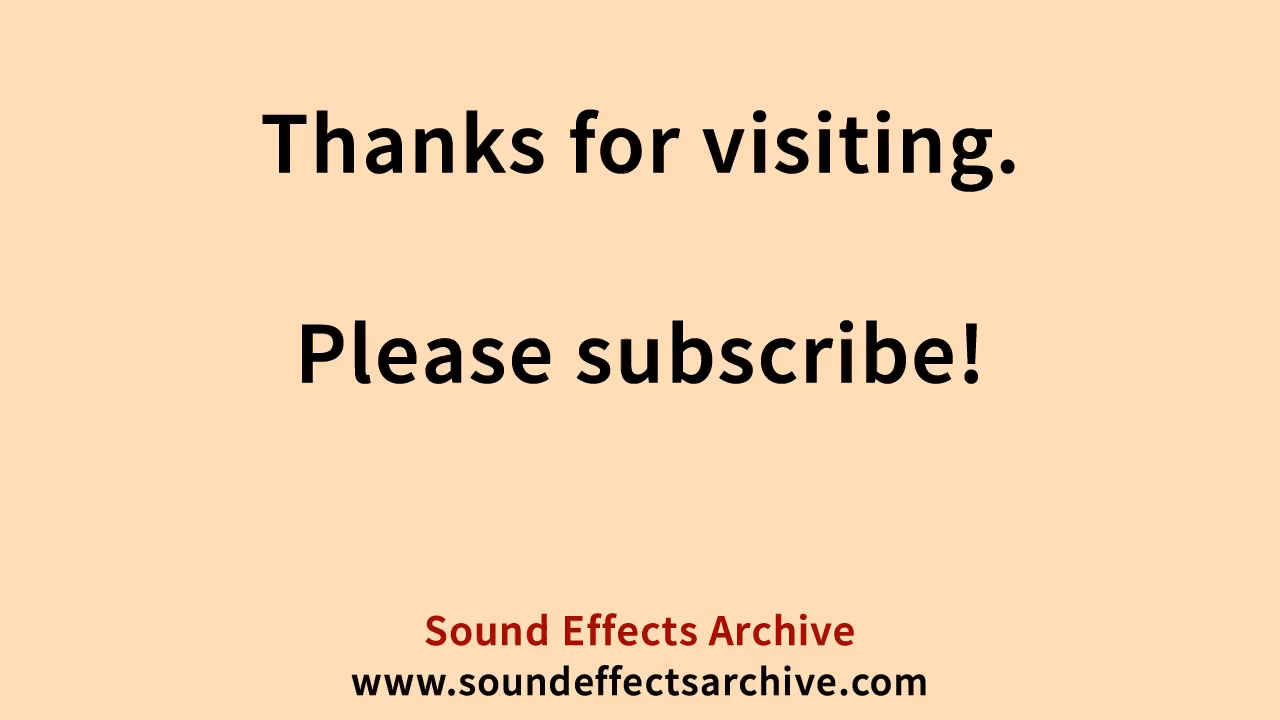 Thanks for visiting.
Please subscribe!
Sound Effects Archive
www.soundeffectsarchive.com